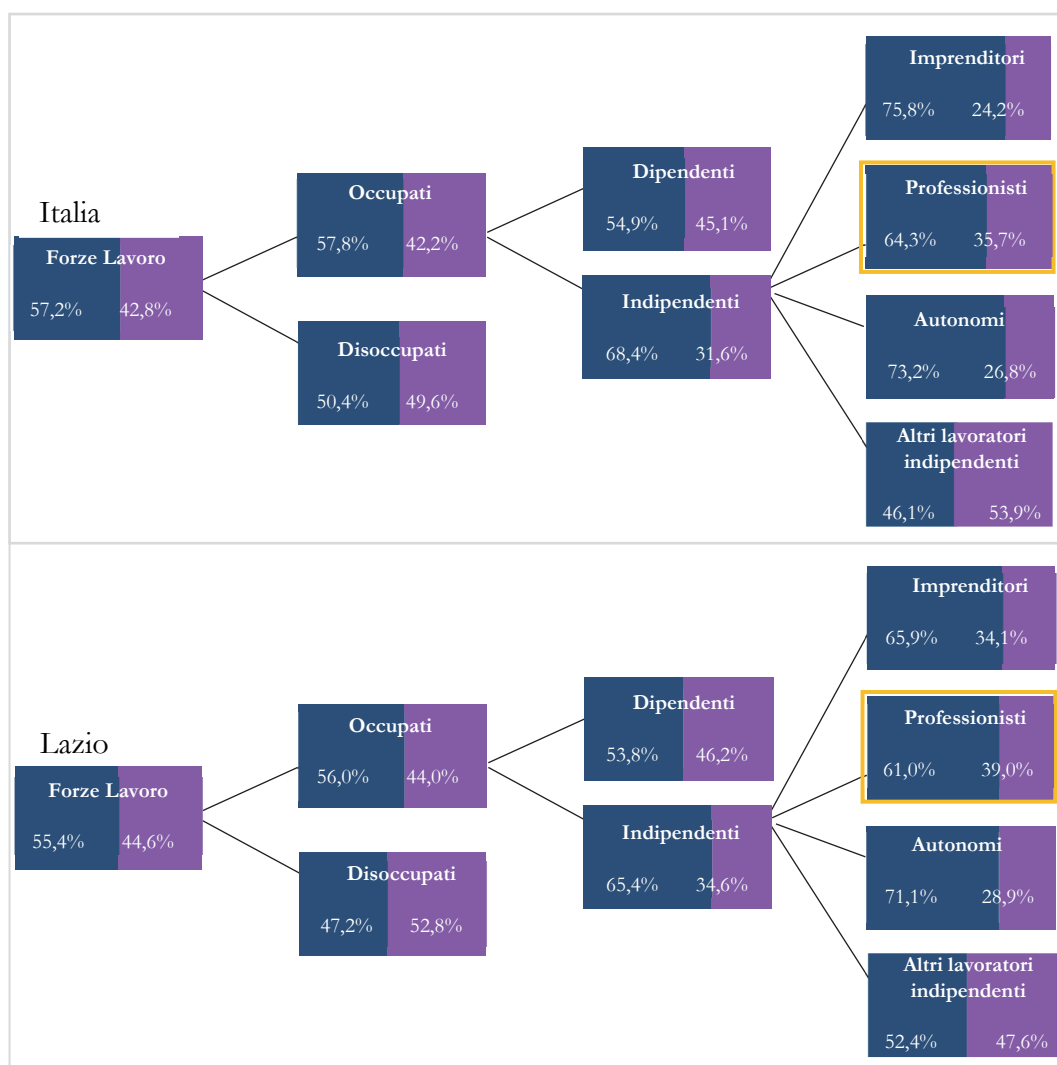 Italia
Forze Lavoro
57,2% 42,8%
Occupati
57,8% 42,2%
Disoccupati
50,4% 49,6%
Dipendenti
54,9% 45,1%
Indipendenti
68,4% 31,6%
Imprenditori
75,8% 24,2%
Professionisti
64,3% 35,7%
Autonomi
73,2% 26,8%
Altri lavoratori
indipendenti
46,1% 53,9%
Lazio
Forze Lavoro
55,4% 44,6%
Occupati
56,0% 44,0%
Disoccupati
47,2% 52,8%
Dipendenti
53,8% 46,2%
Indipendenti
65,4% 34,6%
Imprenditori
65,9% 34,1%
Professionisti
61,0% 39,0%
Autonomi
71,1% 28,9%
Altri lavoratori
indipendenti
52,4% 47,6%